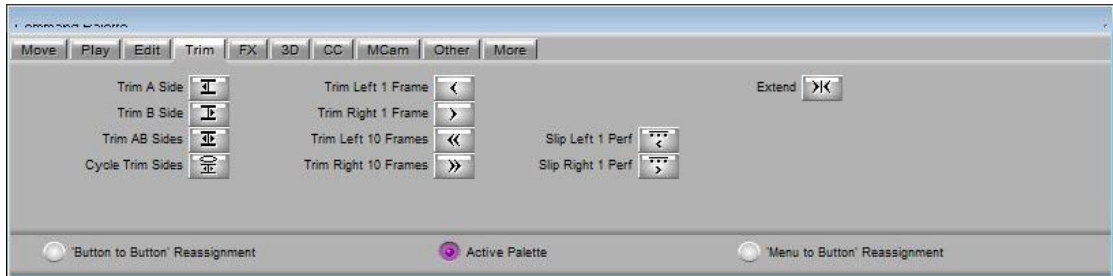 Command Palette
Move Play Edit Trim FX 3D CC MCam Other More
Trim A Side Trim Left 1 Frame Extend
Trim B Side Trim Right 1 Frame
Trim AB Sides Trim Left 10 Frames Slip Left 1 Perf
Cycle Trim Sides Trim Right 10 Frames Slip Right 1 Perf
'Button to Button' Reassignment Active Palette 'Menu to Button' Reassignment